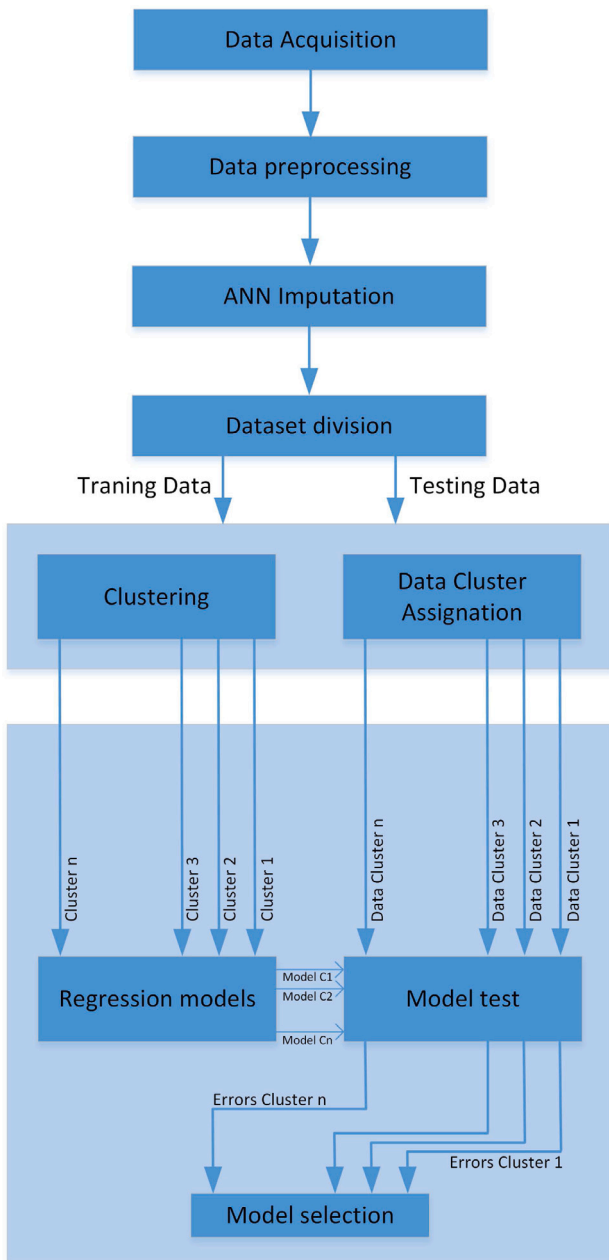 Data Acquisition
Data preprocessing
ANN Imputation
Dataset division
Traning Data
Testing Data
Clustering
Data Cluster
Assignation
Cluster n
Cluster 3
Cluster 2
Cluster 1
Data Cluster n
Data Cluster 3
Data Cluster 2
Data Cluster 1
Regression models
Model C1
Model C2
Model Cn
Model test
Errors Cluster n
Errors Cluster 1
Model selection